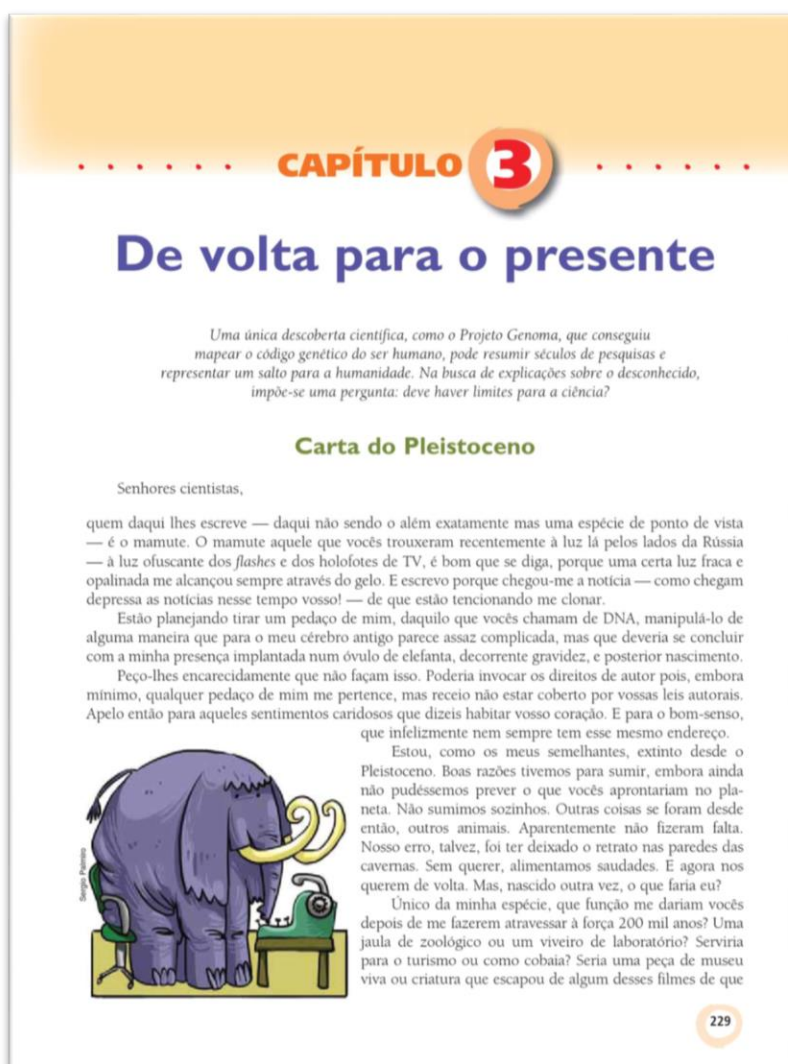 CAPÍTULO 3
De volta para o presente
Uma única descoberta científica, como o Projeto Genoma, que conseguiu
mapear o código genético do ser humano, pode resumir séculos de pesquisas e
representar um salto para a humanidade. Na busca de explicações sobre o desconhecido,
impõe-se uma pergunta: deve haver limites para a ciência?
Carta do Pleistoceno
Senhores cientistas,
quem daqui lhes escreve — daqui não sendo o além exatamente mas uma espécie de ponto de vista
— é o mamute. O mamute aquele que vocês trouxeram recentemente à luz lá pelos lados da Rússia
— à luz ofuscante dos flashes e dos holofotes de TV, é bom que se diga, porque uma certa luz fraca e
opalinada me alcançou sempre através do gelo. E escrevo porque chegou-me a notícia — como chegam
depressa as notícias nesse tempo vosso! — de que estão tencionando me clonar.
Estão planejando tirar um pedaço de mim, daquilo que vocês chamam de DNA, manipulá-lo de
alguma maneira que para o meu cérebro antigo parece assaz complicada, mas que deveria se concluir
com a minha presença implantada num óvulo de elefanta, decorrente gravidez, e posterior nascimento.
Peço-lhes encarecidamente que não façam isso. Poderia invocar os direitos de autor pois, embora
mínimo, qualquer pedaço de mim me pertence, mas receio não estar coberto por vossas leis autorais.
Apelo então para aqueles sentimentos caridosos que dizeis habitar vosso coração. E para o bom-senso,
que infelizmente nem sempre tem esse mesmo endereço.
Estou, como os meus semelhantes, extinto desde o
Pleistoceno. Boas razões tivemos para sumir, embora ainda
não pudéssemos prever o que vocês aprontariam no pla-
neta. Não sumimos sozinhos. Outras coisas se foram desde
então, outros animais. Aparentemente não fizeram falta.
Nosso erro, talvez, foi ter deixado o retrato nas paredes das
cavernas. Sem querer, alimentamos saudades. E agora nos
querem de volta. Mas, nascido outra vez, o que faria eu?
Único da minha espécie, que função me dariam vocês
depois de me fazerem atravessar à força 200 mil anos? Uma
jaula de zoológico ou um viveiro de laboratório? Serviria
para o turismo ou como cobaia? Seria uma peça de museu
viva ou criatura que escapou de algum desses filmes de que
Sergio Palmiro
229